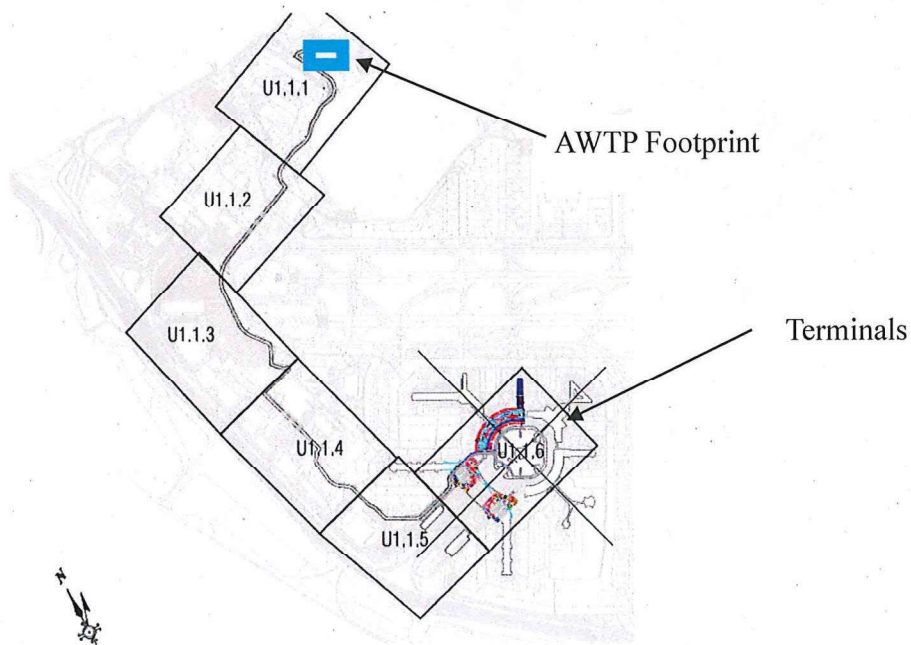 U1,1,1
AWTP Footprint
U1,1,2
U1.1.3
Terminals
U1,1,4
U1,1,6
U1,1,5
N